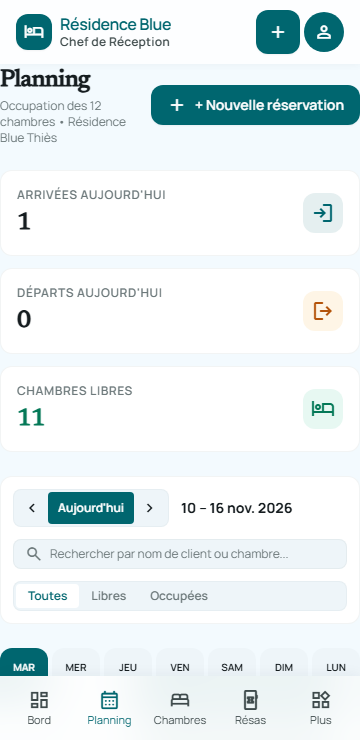 Résidence Blue
Chef de Réception
Planning
Occupation des 12
chambres • Résidence
Blue Thiès
+ Nouvelle réservation
ARRIVÉES AUJOURD'HUI
1
DÉPARTS AUJOURD'HUI
0
CHAMBRES LIBRES
11
Aujourd'hui
10 – 16 nov. 2026
Rechercher par nom de client ou chambre...
Toutes Libres Occupées
MAR MER JEU VEN SAM DIM LUN
Bord Planning Chambres Résas Plus